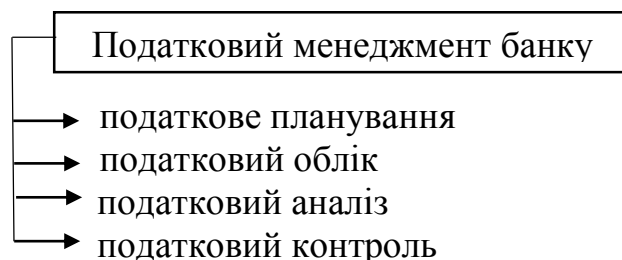 Податковий менеджмент банку
податкове планування
податковий облік
податковий аналіз
податковий контроль